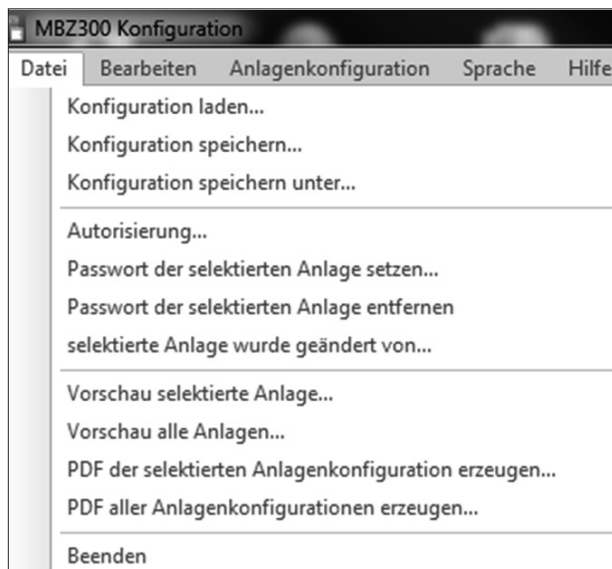 MBZ300 Konfiguration
Datei Bearbeiten Anlagenkonfiguration Sprache Hilfe
Konfiguration laden...
Konfiguration speichern...
Konfiguration speichern unter...
Autorisierung...
Passwort der selektierten Anlage setzen...
Passwort der selektierten Anlage entfernen
selektierte Anlage wurde geändert von...
Vorschau selektierte Anlage...
Vorschau alle Anlagen...
PDF der selektierten Anlagenkonfiguration erzeugen...
PDF aller Anlagenkonfigurationen erzeugen...
Beenden